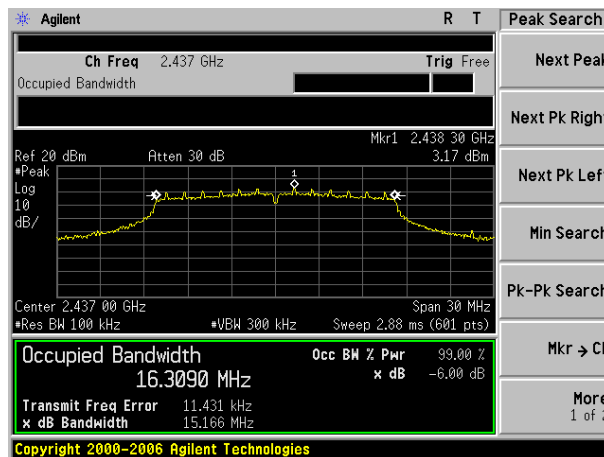 Agilent R T Peak Search
Ch Freq 2.437 GHz Trig Free
Occupied Bandwidth
Mkr1 2.438 30 GHz
Ref 20 dBm Atten 30 dB 3.17 dBm
#Peak
Log
10
dB/
1
Center 2.437 00 GHz Span 30 MHz
#Res BW 100 kHz #VBW 300 kHz Sweep 2.88 ms (601 pts)
Occupied Bandwidth Occ BW % Pwr 99.00 %
16.3090 MHz x dB -6.00 dB
Transmit Freq Error 11.431 kHz
x dB Bandwidth 15.166 MHz
Copyright 2000-2006 Agilent Technologies
Next Peak
Next Pk Right
Next Pk Left
Min Search
Pk-Pk Search
Mkr → C
More
1 of